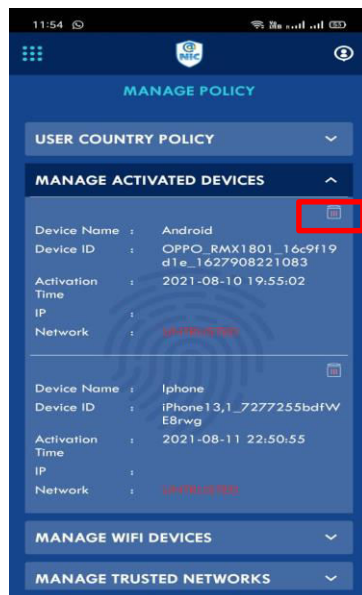 11:54
@
NIC
MANAGE POLICY
USER COUNTRY POLICY
MANAGE ACTIVATED DEVICES
Device Name : Android
Device ID : OPPO_RMX1801_16c9f19
d1e_1627908221083
Activation : 2021-08-10 19:55:02
Time
IP :
Network : UNTRUSTED
Device Name : Iphone
Device ID : iPhone13,1_7277255bdfW
E8rwg
Activation : 2021-08-11 22:50:55
Time
IP :
Network : UNTRUSTED
MANAGE WIFI DEVICES
MANAGE TRUSTED NETWORKS